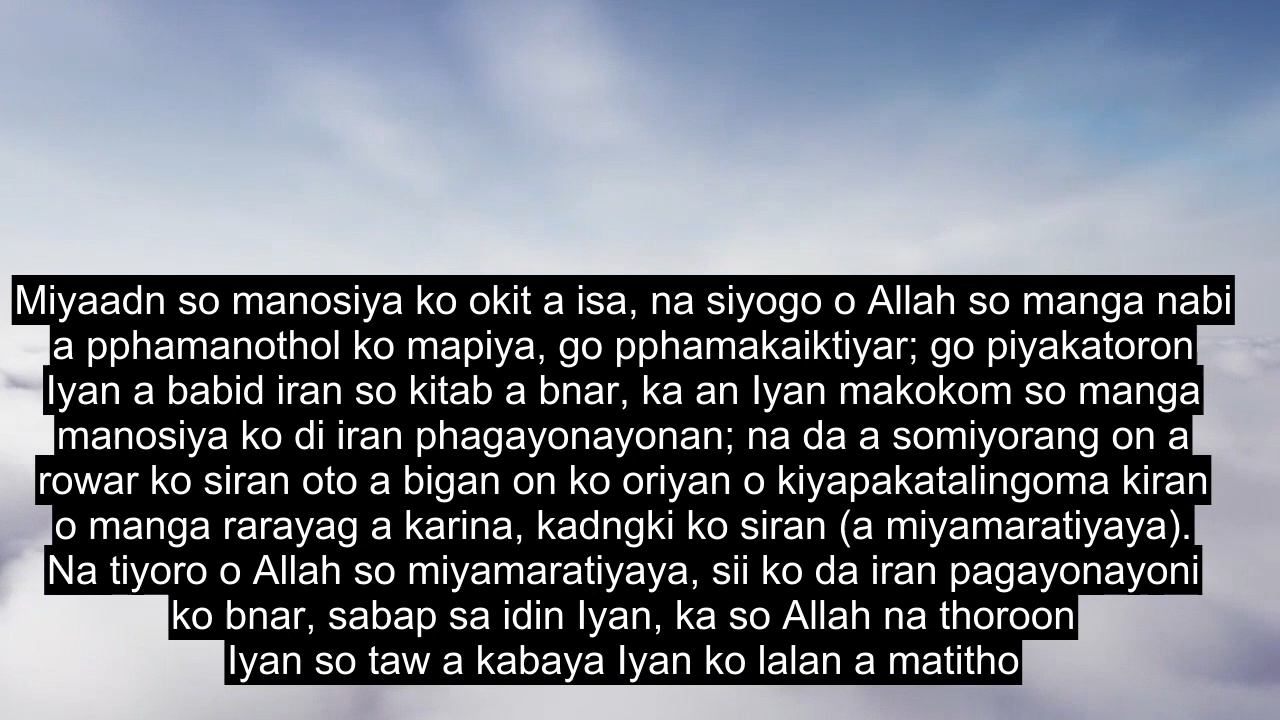 Miyaadn so manosiya ko okit a isa, na siyogo o Allah so manga nabi
a pphamanothol ko mapiya, go pphamakaiktiyar; go piyakatoron
Iyan a babid iran so kitab a bnar, ka an Iyan makokom so manga
manosiya ko di iran phagayonayonan; na da a somiyorang on a
rowar ko siran oto a bigan on ko oriyan o kiyapakatalingoma kiran
o manga rarayag a karina, kadngki ko siran (a miyamaratiyaya).
Na tiyoro o Allah so miyamaratiyaya, sii ko da iran pagayonayoni
ko bnar, sabap sa idin Iyan, ka so Allah na thoroon
Iyan so taw a kabaya Iyan ko lalan a matitho